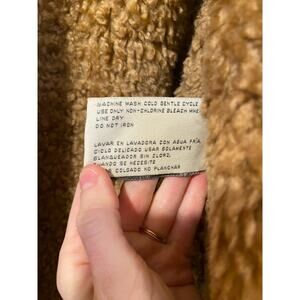 MACHINE WASH COLD GENTLE CYCLE
USE ONLY NON-CHLORINE BLEACH WHE
LINE DRY
DO NOT IRON
LAVAR EN LAVADORA CON AGUA FRIA
CICLO DELICADO USAR SOLAMENTE
BLANQUEADOR SIN CLORO,
CUANDO SE NECESITE
COLGADO NO PLANCHAR